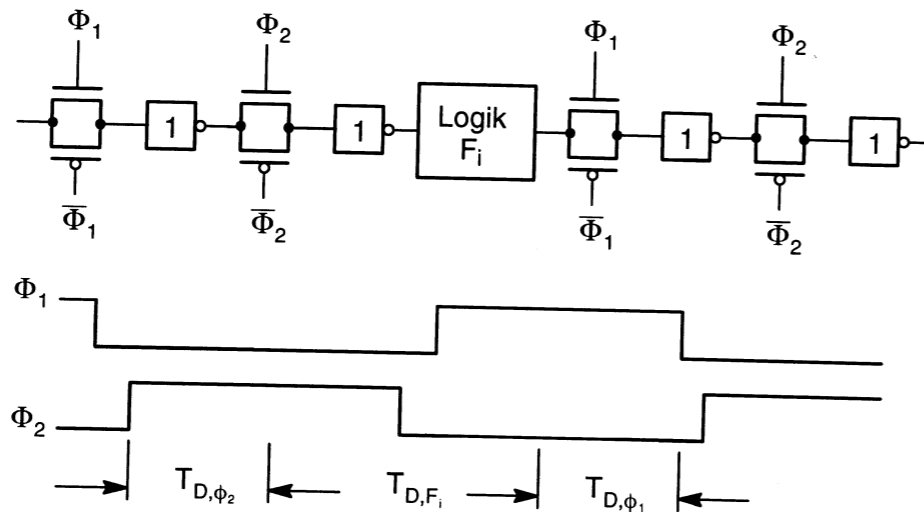 Φ1 Φ2 Φ1 Φ2
1 1 Logik 1 1
Fi
Φ̅1 Φ̅2 Φ̅1 Φ̅2
Φ1
Φ2
TD,ϕ2 TD,Fi TD,ϕ1